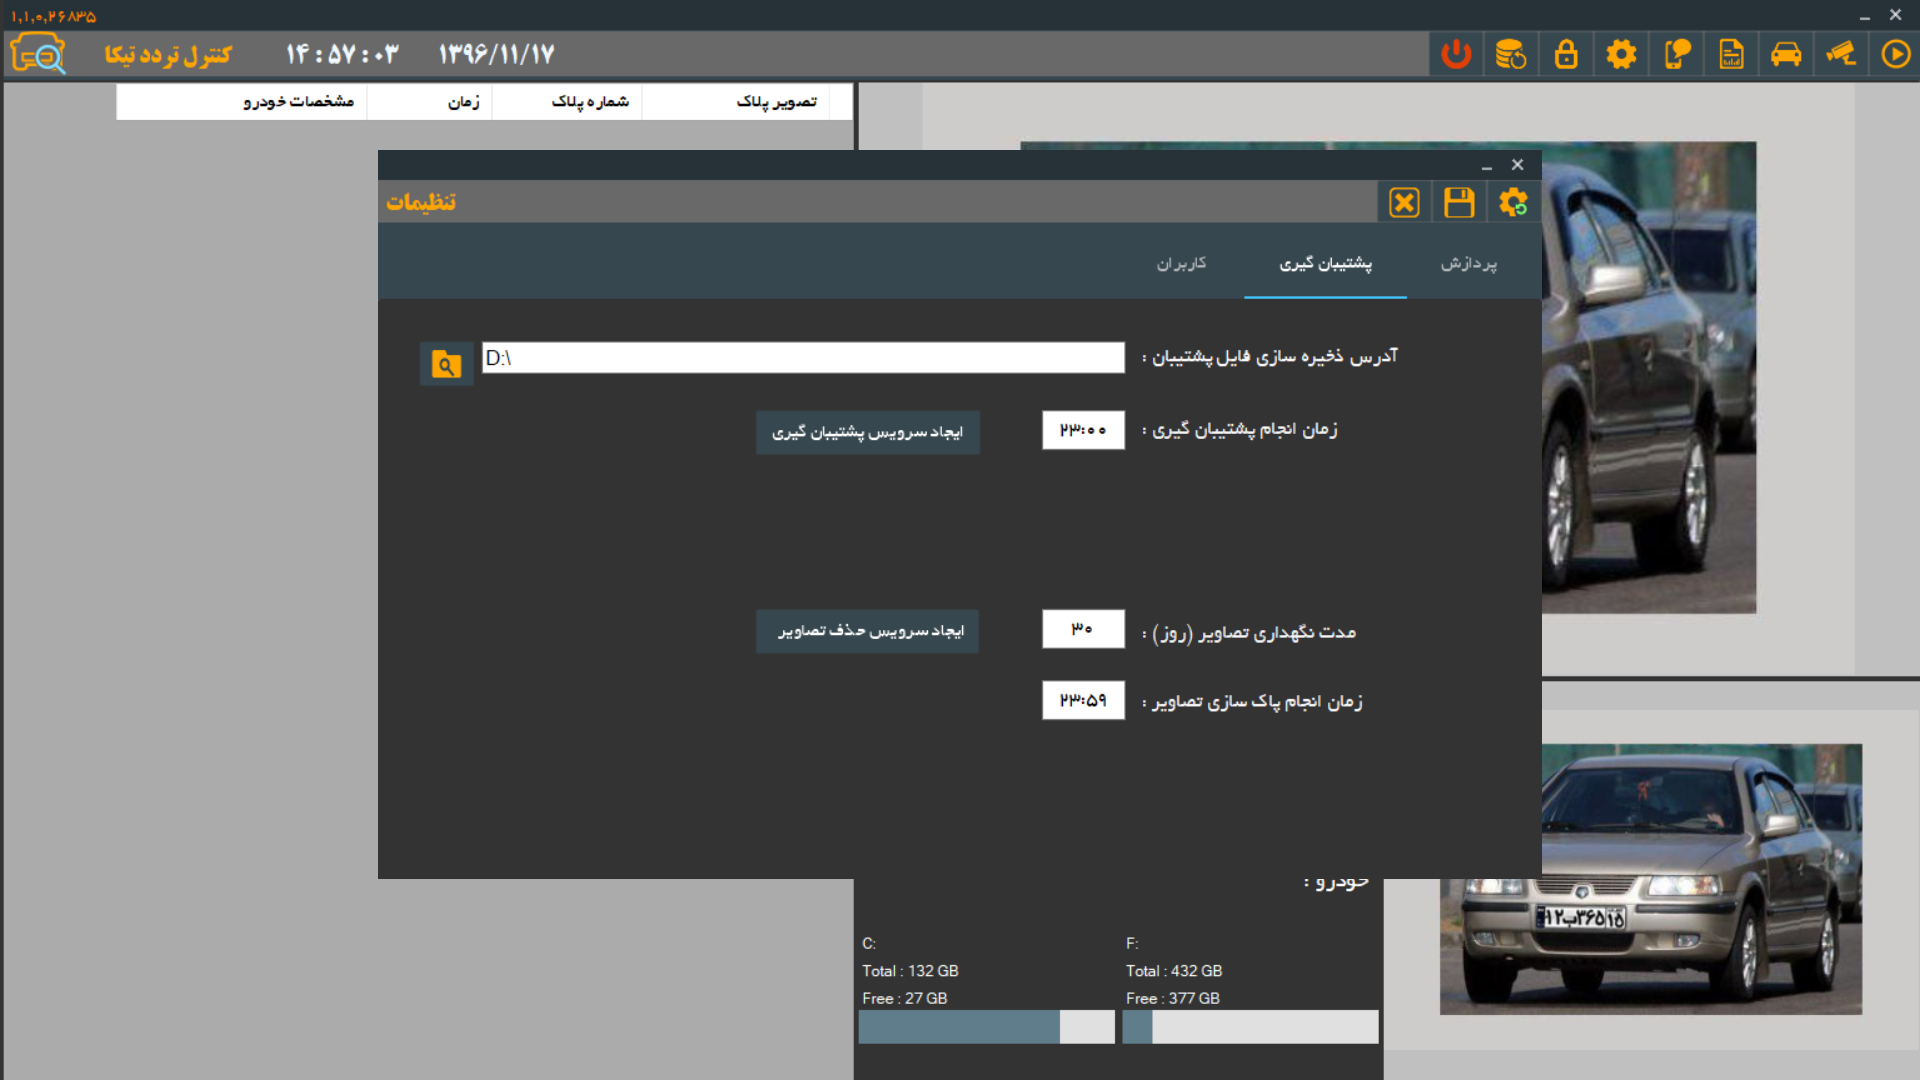 ۱,۱,۰,۲۶۸۳۵
کنترل تردد تیکا
۱۴:۵۷:۰۳
۱۳۹۶/۱۱/۱۷
تصویر پلاک
شماره پلاک
زمان
مشخصات خودرو
تنظیمات
پردازش
پشتیبان گیری
کاربران
آدرس ذخیره سازی فایل پشتیبان :
D:\
زمان انجام پشتیبان گیری :
۲۳:۰۰
ایجاد سرویس پشتیبان گیری
مدت نگهداری تصاویر (روز) :
۳۰
ایجاد سرویس حذف تصاویر
زمان انجام پاک سازی تصاویر :
۲۳:۵۹
خودرو :
C:
Total : 132 GB
Free : 27 GB
F:
Total : 432 GB
Free : 377 GB
۱۲ب۳۶۵ ۱۵